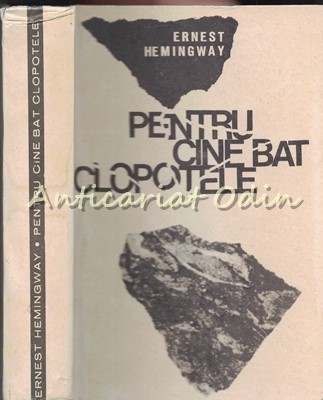 ERNEST
HEMINGWAY
PENTRU
CINE BAT
CLOPOTELE
Anticariat Odin
ERNEST HEMINGWAY • PENTRU CINE BAT CLOPOTELE